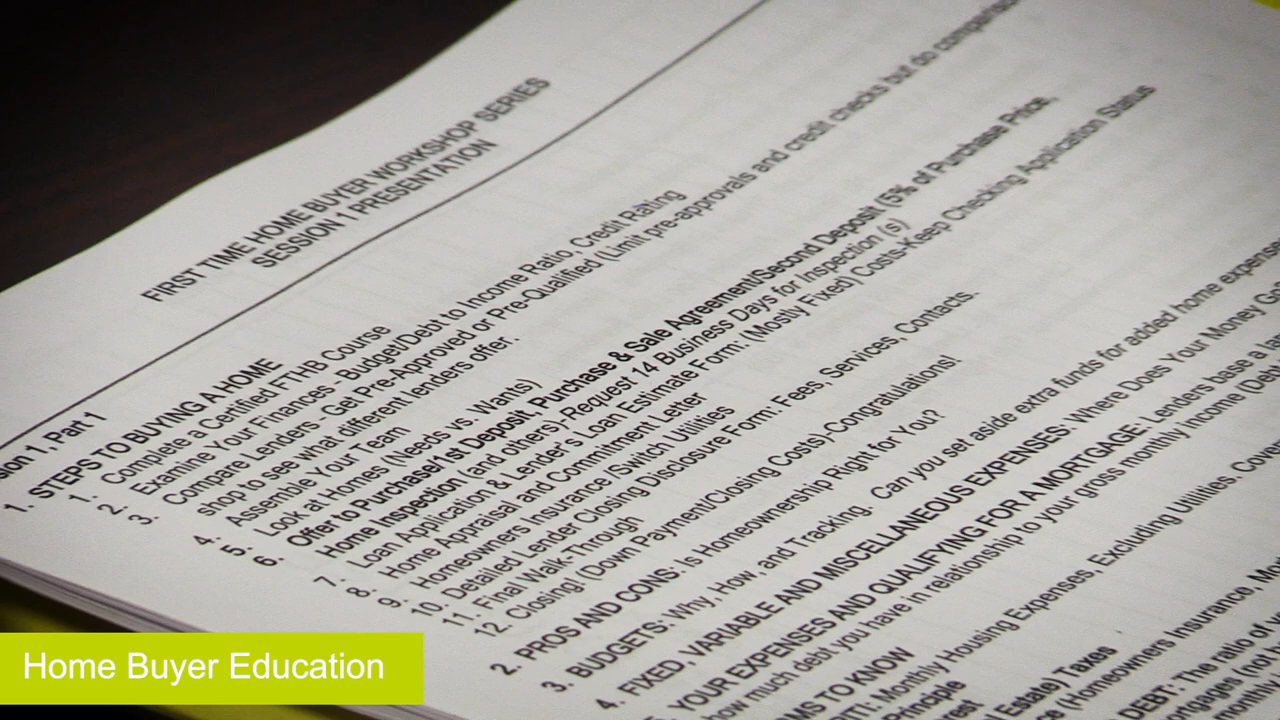 FIRST TIME HOME BUYER WORKSHOP SERIES
SESSION 1 PRESENTATION
1, Part 1
1. STEPS TO BUYING A HOME
1. Complete a Certified FTHB Course
2. Examine Your Finances - Budget/Debt to Income Ratio, Credit Rating
3. Compare Lenders - Get Pre-Approved or Pre-Qualified (Limit pre-approvals and credit checks but do
shop to see what different lenders offer.
4. Assemble Your Team
5. Look at Homes (Needs vs. Wants)
6. Offer to Purchase/1st Deposit, Purchase & Sale Agreement/Second Deposit (5% of Purchase Price,
Home Inspection (and others)-Request 14 Business Days for Inspection (s)
7. Loan Application & Lender's Loan Estimate Form: (Mostly Fixed) Costs-Keep Checking Application Status
8. Home Appraisal and Commitment Letter
9. Homeowners Insurance /Switch Utilities
10. Detailed Lender Closing Disclosure Form: Fees, Services, Contacts.
11. Final Walk-Through
12. Closing! (Down Payment/Closing Costs)-Congratulations!
2. PROS AND CONS: Is Homeownership Right for You?
3. BUDGETS: Why, How, and Tracking. Can you set aside extra funds for added home
4. FIXED, VARIABLE AND MISCELLANEOUS EXPENSES: Where Does Your Money
YOUR EXPENSES AND QUALIFYING FOR A MORTGAGE: Lenders base a
how much debt you have in relationship to your gross monthly income
TO KNOW
Monthly Housing Expenses, Excluding Utilities.
Principle
Estate) Taxes
(Homeowners Insurance,
DEBT: The ratio of
Home Buyer Education